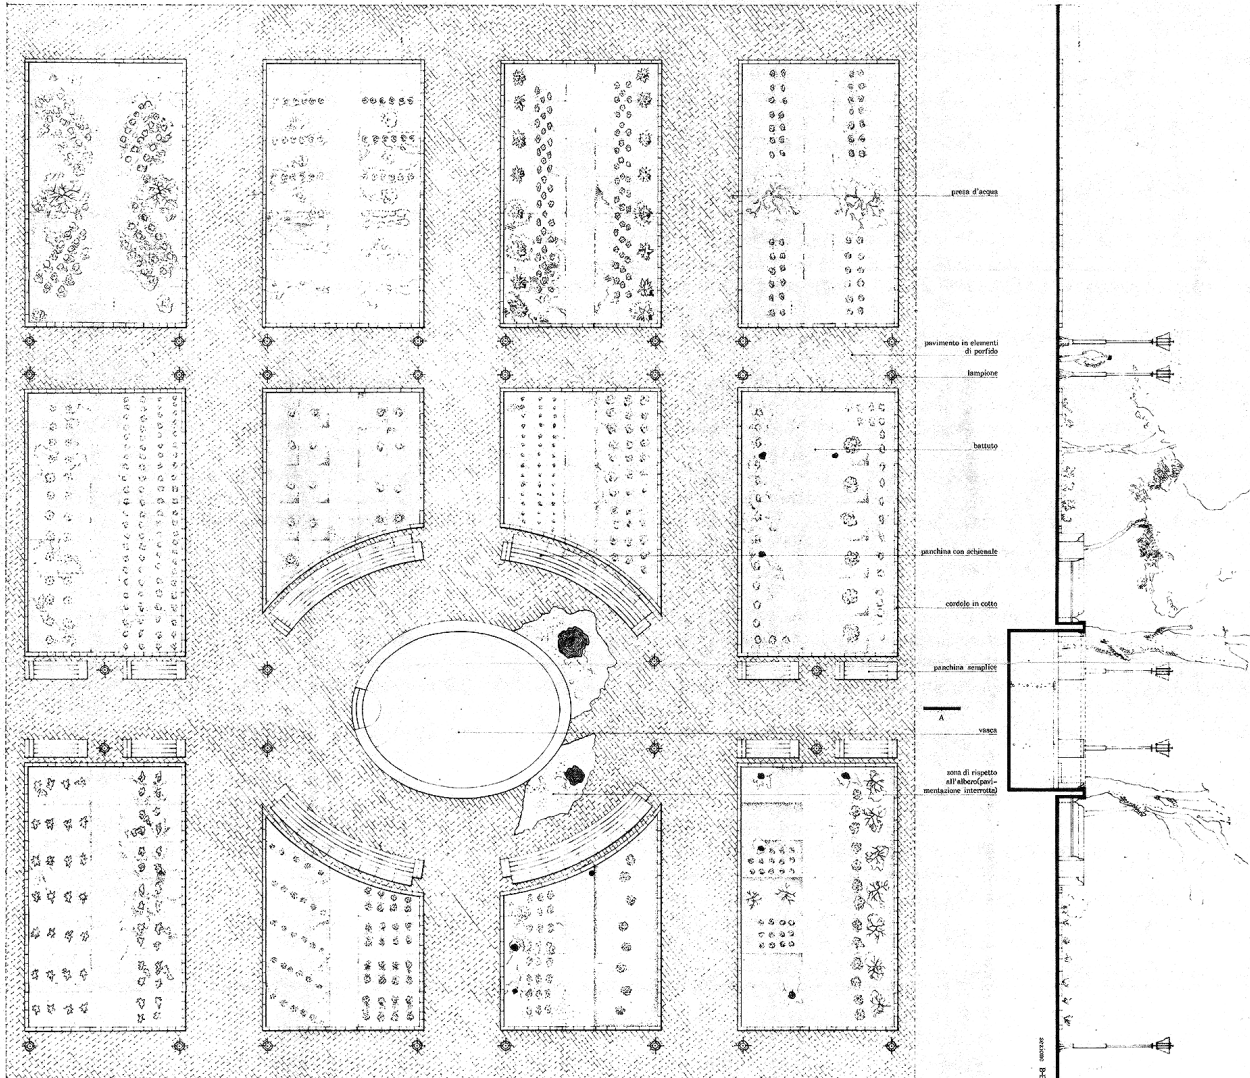 presa d'acqua
pavimento in elementi
di porfido
lampione
battuto
panchina con schienale
cordolo in cotto
panchina semplice
A
vasca
zona di rispetto
all'albero(pavi-
mentazione interrotta)
sezione B-B